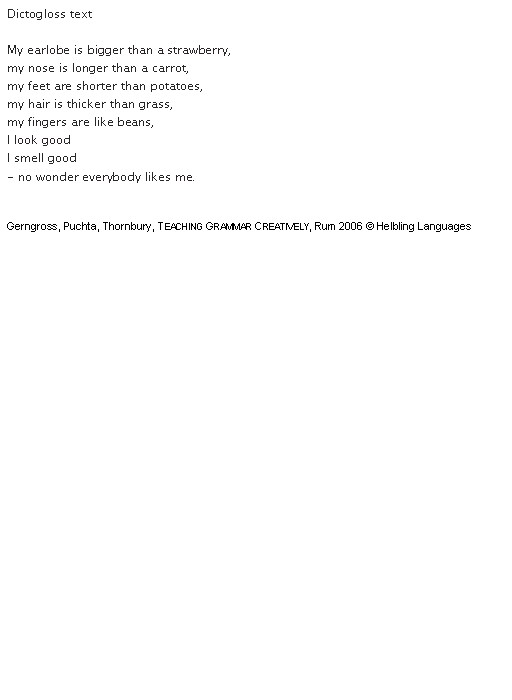 Dictogloss text
My earlobe is bigger than a strawberry,
my nose is longer than a carrot,
my feet are shorter than potatoes,
my hair is thicker than grass,
my fingers are like beans,
I look good
I smell good
– no wonder everybody likes me.
Gerngross, Puchta, Thornbury, TEACHING GRAMMAR CREATIVELY, Rum 2006 © Helbling Languages